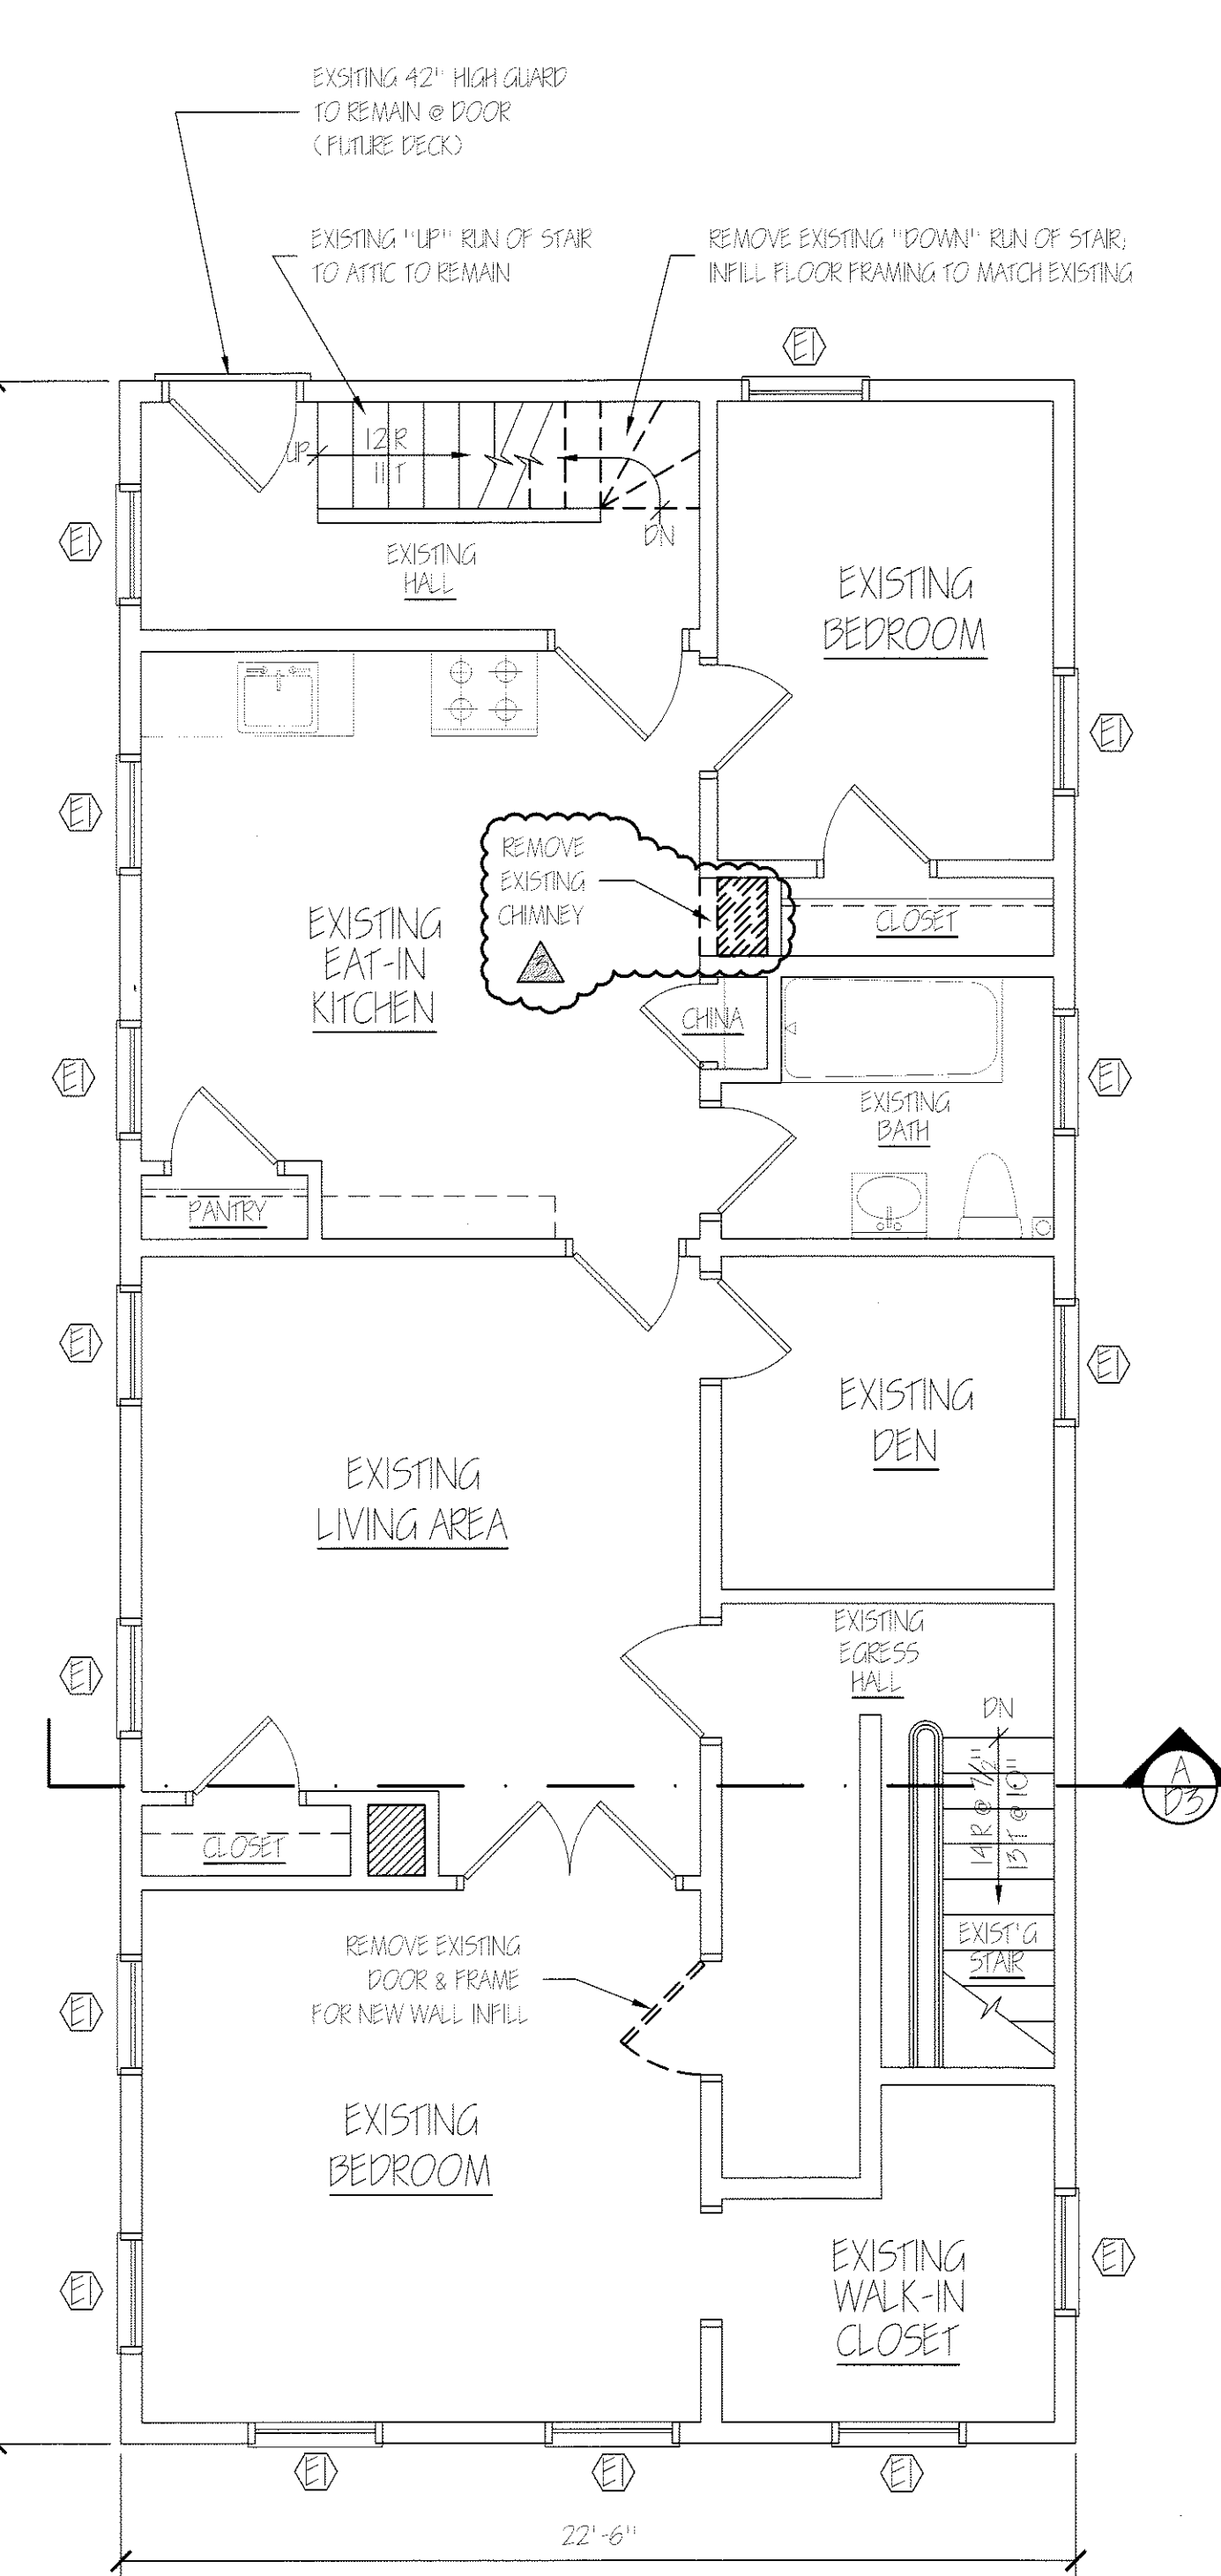 EXSITING 42" HIGH GUARD
TO REMAIN @ DOOR
(FUTURE DECK)
EXISTING "UP" RUN OF STAIR
TO ATTIC TO REMAIN
REMOVE EXISTING "DOWN" RUN OF STAIR;
INFILL FLOOR FRAMING TO MATCH EXISTING
E1
UP
12 R
11 T
DN
E1
EXISTING
HALL
EXISTING
BEDROOM
E1
E1
REMOVE
EXISTING
CHIMNEY
3
CLOSET
EXISTING
EAT-IN
KITCHEN
CHINA
E1
E1
EXISTING
BATH
PANTRY
E1
E1
EXISTING
DEN
EXISTING
LIVING AREA
EXISTING
EGRESS
HALL
E1
DN
14 R @ 7 1/2"
13 T @ 10"
A
D3
CLOSET
EXIST'G
STAIR
REMOVE EXISTING
DOOR & FRAME
FOR NEW WALL INFILL
E1
EXISTING
BEDROOM
E1
E1
EXISTING
WALK-IN
CLOSET
E1
E1
E1
22'-6"